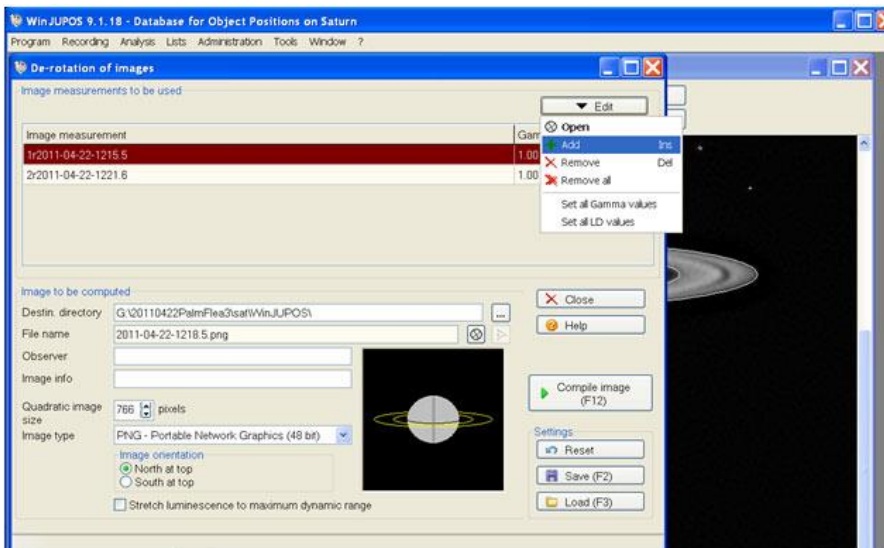 WinJUPOS 9.1.18 - Database for Object Positions on Saturn
Program Recording Analysis Lists Administration Tools Window ?
De-rotation of images
Image measurements to be used
Edit
Image measurement Gam
1r2011-04-22-1215.5 1.00
2r2011-04-22-1221.6 1.00
Open
Add Ins
Remove Del
Remove all
Set all Gamma values
Set all LD values
Image to be computed
Destin. directory G:\20110422PalmFlea3\sat\WinJUPOS\ ...
File name 2011-04-22-1218.5.png
Observer
Image info
Quadratic image size 766 pixels
Image type PNG - Portable Network Graphics (48 bit)
Image orientation
North at top
South at top
Stretch luminescence to maximum dynamic range
Close
Help
Compile image
(F12)
Settings
Reset
Save (F2)
Load (F3)